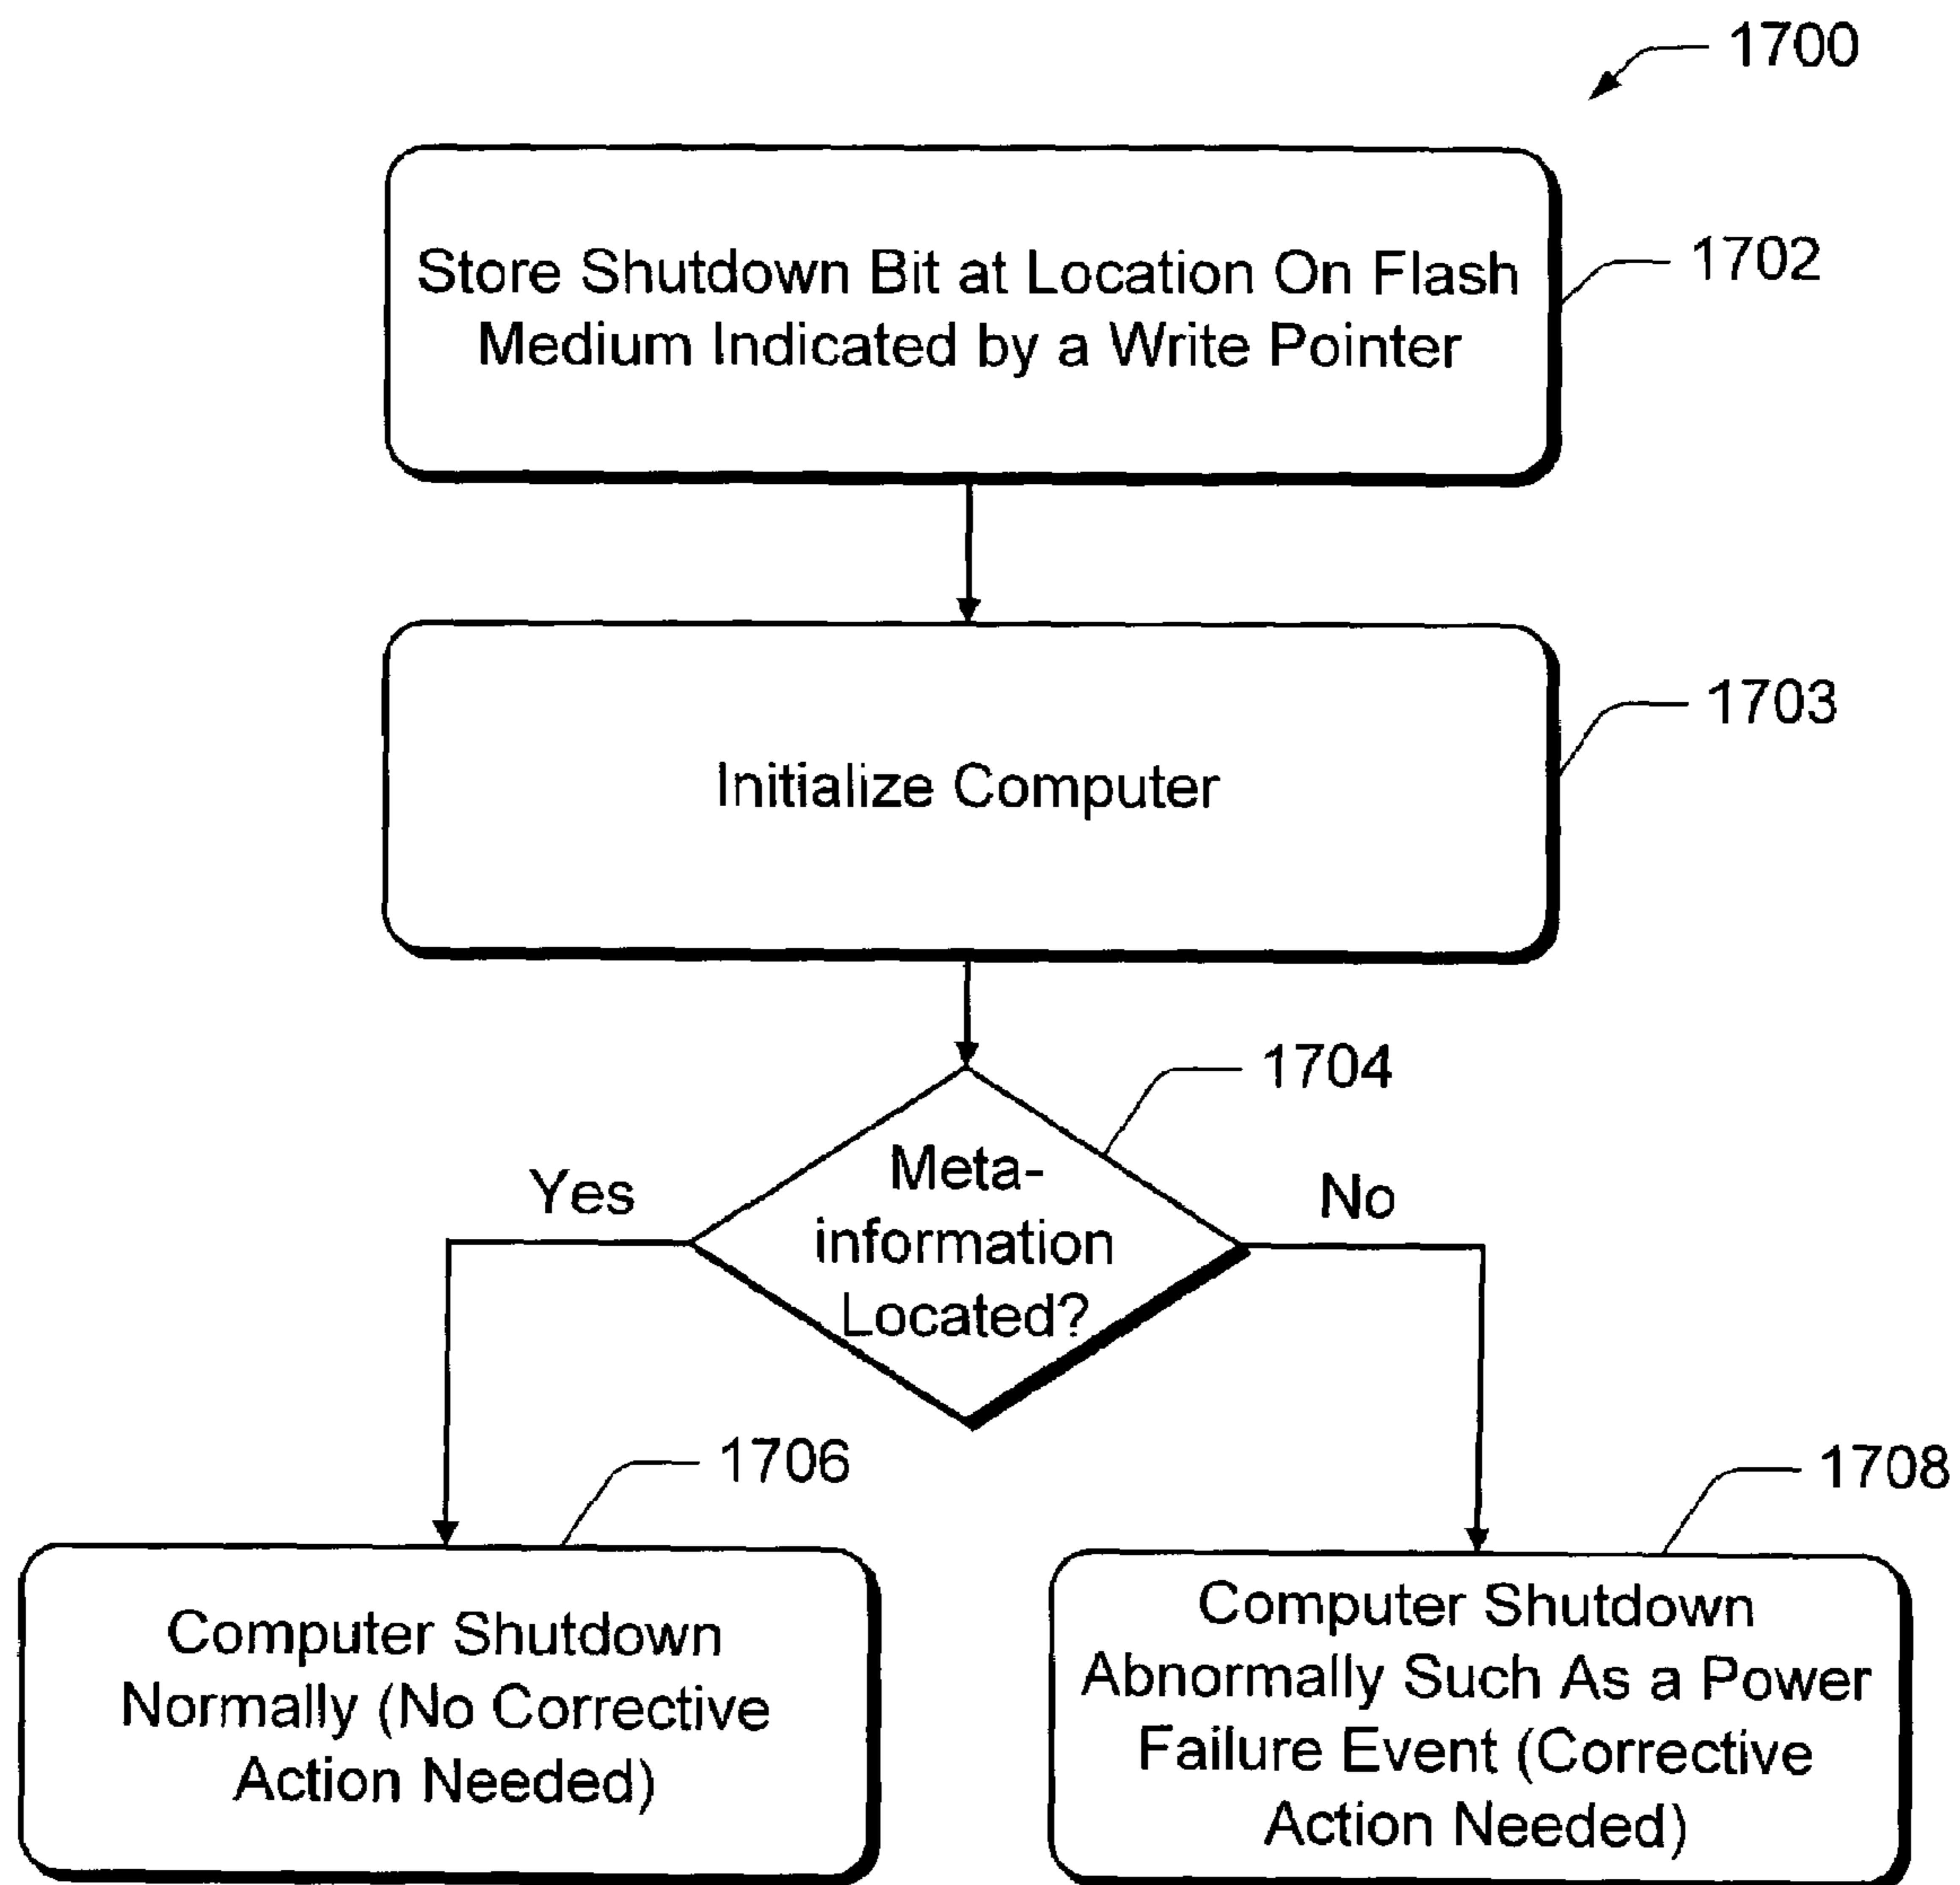 1700
Store Shutdown Bit at Location On Flash
Medium Indicated by a Write Pointer
1702
Initialize Computer
1703
1704
Meta-
information
Located?
Yes
No
1706
Computer Shutdown
Normally (No Corrective
Action Needed)
1708
Computer Shutdown
Abnormally Such As a Power
Failure Event (Corrective
Action Needed)